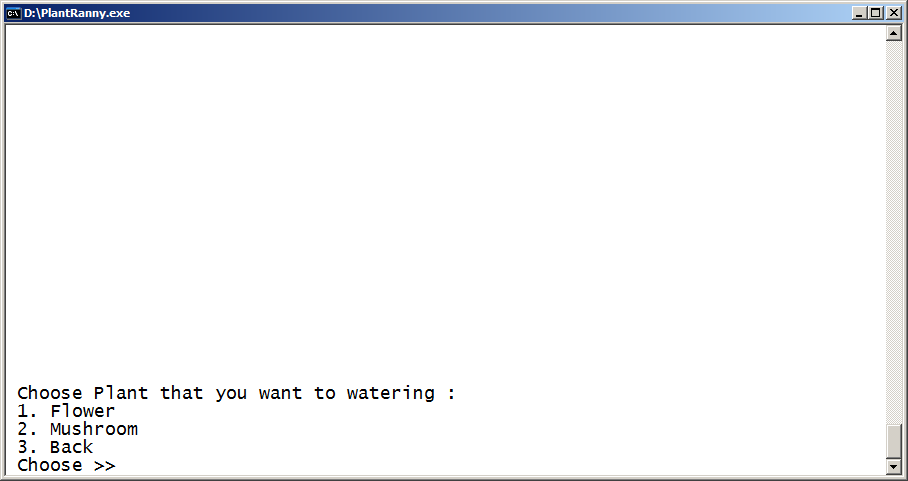 D:\PlantRanny.exe
Choose Plant that you want to watering :
1. Flower
2. Mushroom
3. Back
Choose >>